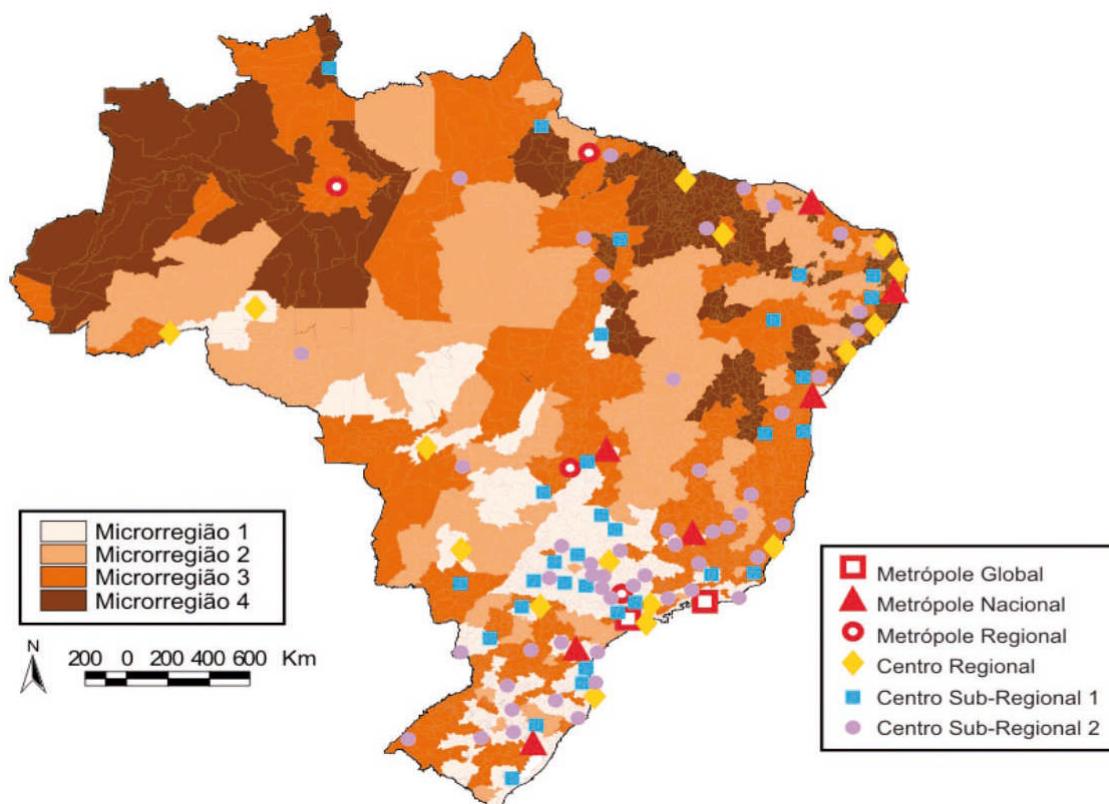 Microrregião 1
Microrregião 2
Microrregião 3
Microrregião 4
N
200 0 200 400 600 Km
Metrópole Global
Metrópole Nacional
Metrópole Regional
Centro Regional
Centro Sub-Regional 1
Centro Sub-Regional 2